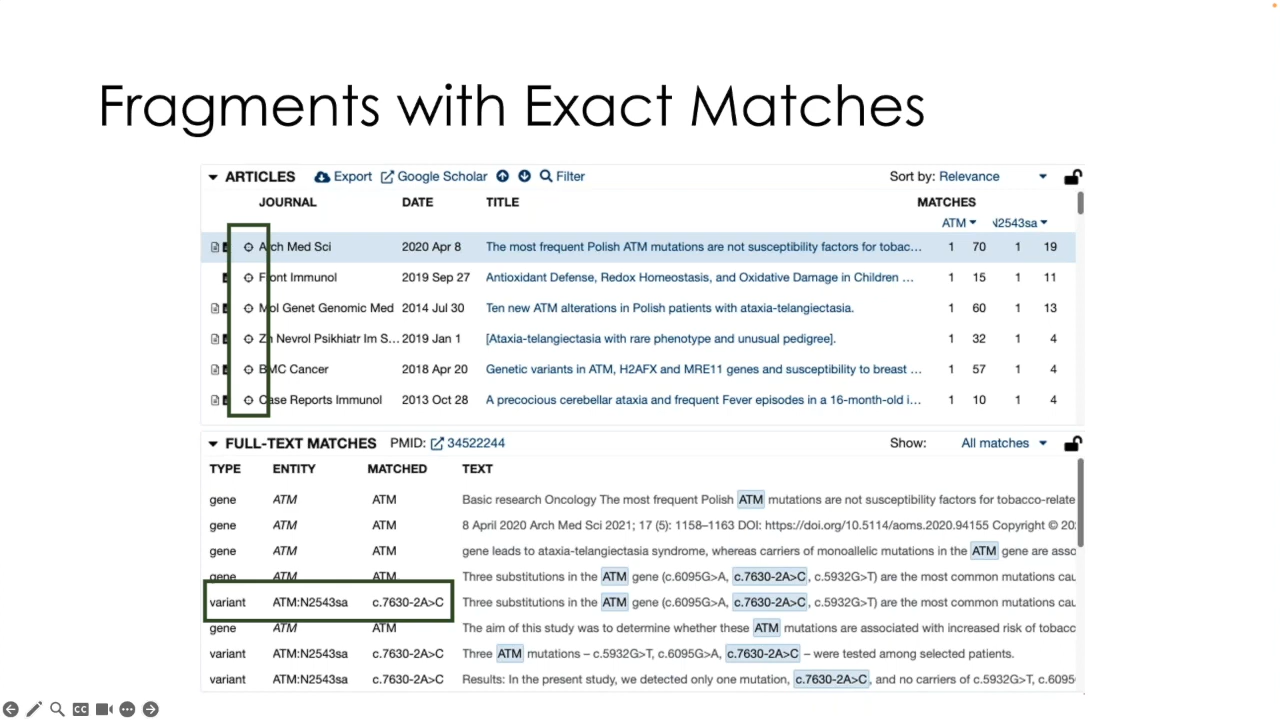 Fragments with Exact Matches
ARTICLES Export Google Scholar Filter Sort by: Relevance
JOURNAL DATE TITLE MATCHES
ATM N2543sa
Arch Med Sci 2020 Apr 8 The most frequent Polish ATM mutations are not susceptibility factors for tobac... 1 70 1 19
Front Immunol 2019 Sep 27 Antioxidant Defense, Redox Homeostasis, and Oxidative Damage in Children ... 1 15 1 11
Mol Genet Genomic Med 2014 Jul 30 Ten new ATM alterations in Polish patients with ataxia-telangiectasia. 1 60 1 13
Zh Nevrol Psikhiatr Im S... 2019 Jan 1 [Ataxia-telangiectasia with rare phenotype and unusual pedigree]. 1 32 1 4
BMC Cancer 2018 Apr 20 Genetic variants in ATM, H2AFX and MRE11 genes and susceptibility to breast ... 1 57 1 4
Case Reports Immunol 2013 Oct 28 A precocious cerebellar ataxia and frequent Fever episodes in a 16-month-old i... 1 10 1 4
FULL-TEXT MATCHES PMID: 34522244 Show: All matches
TYPE ENTITY MATCHED TEXT
gene ATM ATM Basic research Oncology The most frequent Polish ATM mutations are not susceptibility factors for tobacco-relate
gene ATM ATM 8 April 2020 Arch Med Sci 2021; 17 (5): 1158–1163 DOI: https://doi.org/10.5114/aoms.2020.94155 Copyright © 20
gene ATM ATM gene leads to ataxia-telangiectasia syndrome, whereas carriers of monoallelic mutations in the ATM gene are asso
gene ATM ATM Three substitutions in the ATM gene (c.6095G>A, c.7630-2A>C, c.5932G>T) are the most common mutations cau
variant ATM:N2543sa c.7630-2A>C Three substitutions in the ATM gene (c.6095G>A, c.7630-2A>C, c.5932G>T) are the most common mutations cau
gene ATM ATM The aim of this study was to determine whether these ATM mutations are associated with increased risk of tobacc
variant ATM:N2543sa c.7630-2A>C Three ATM mutations – c.5932G>T, c.6095G>A, c.7630-2A>C – were tested among selected patients.
variant ATM:N2543sa c.7630-2A>C Results: In the present study, we detected only one mutation, c.7630-2A>C, and no carriers of c.5932G>T, c.6095
CC